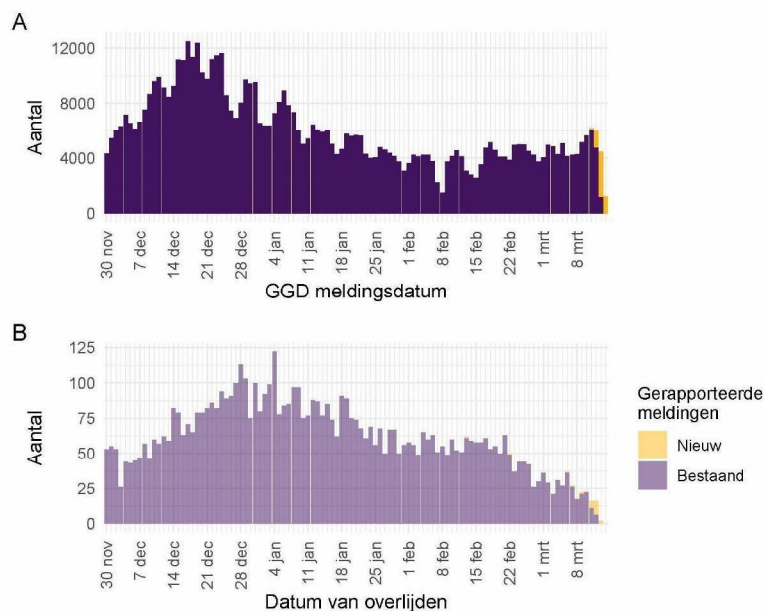 A
12000
8000
4000
0
Aantal
30 nov
7 dec
14 dec
21 dec
28 dec
4 jan
11 jan
18 jan
25 jan
1 feb
8 feb
15 feb
22 feb
1 mrt
8 mrt
GGD meldingsdatum
B
125
100
75
50
25
0
Aantal
30 nov
7 dec
14 dec
21 dec
28 dec
4 jan
11 jan
18 jan
25 jan
1 feb
8 feb
15 feb
22 feb
1 mrt
8 mrt
Datum van overlijden
Gerapporteerde
meldingen
Nieuw
Bestaand